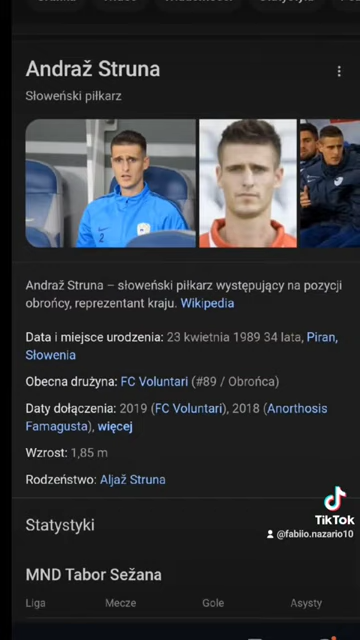 Andraž Struna
Słoweński piłkarz
Andraž Struna – słoweński piłkarz występujący na pozycji
obrońcy, reprezentant kraju. Wikipedia
Data i miejsce urodzenia: 23 kwietnia 1989 34 lata, Piran,
Słowenia
Obecna drużyna: FC Voluntari (#89 / Obrońca)
Daty dołączenia: 2019 (FC Voluntari), 2018 (Anorthosis
Famagusta), więcej
Wzrost: 1,85 m
Rodzeństwo: Aljaž Struna
TikTok
@fabiio.nazario10
Statystyki
MND Tabor Sežana
Liga Mecze Gole Asysty